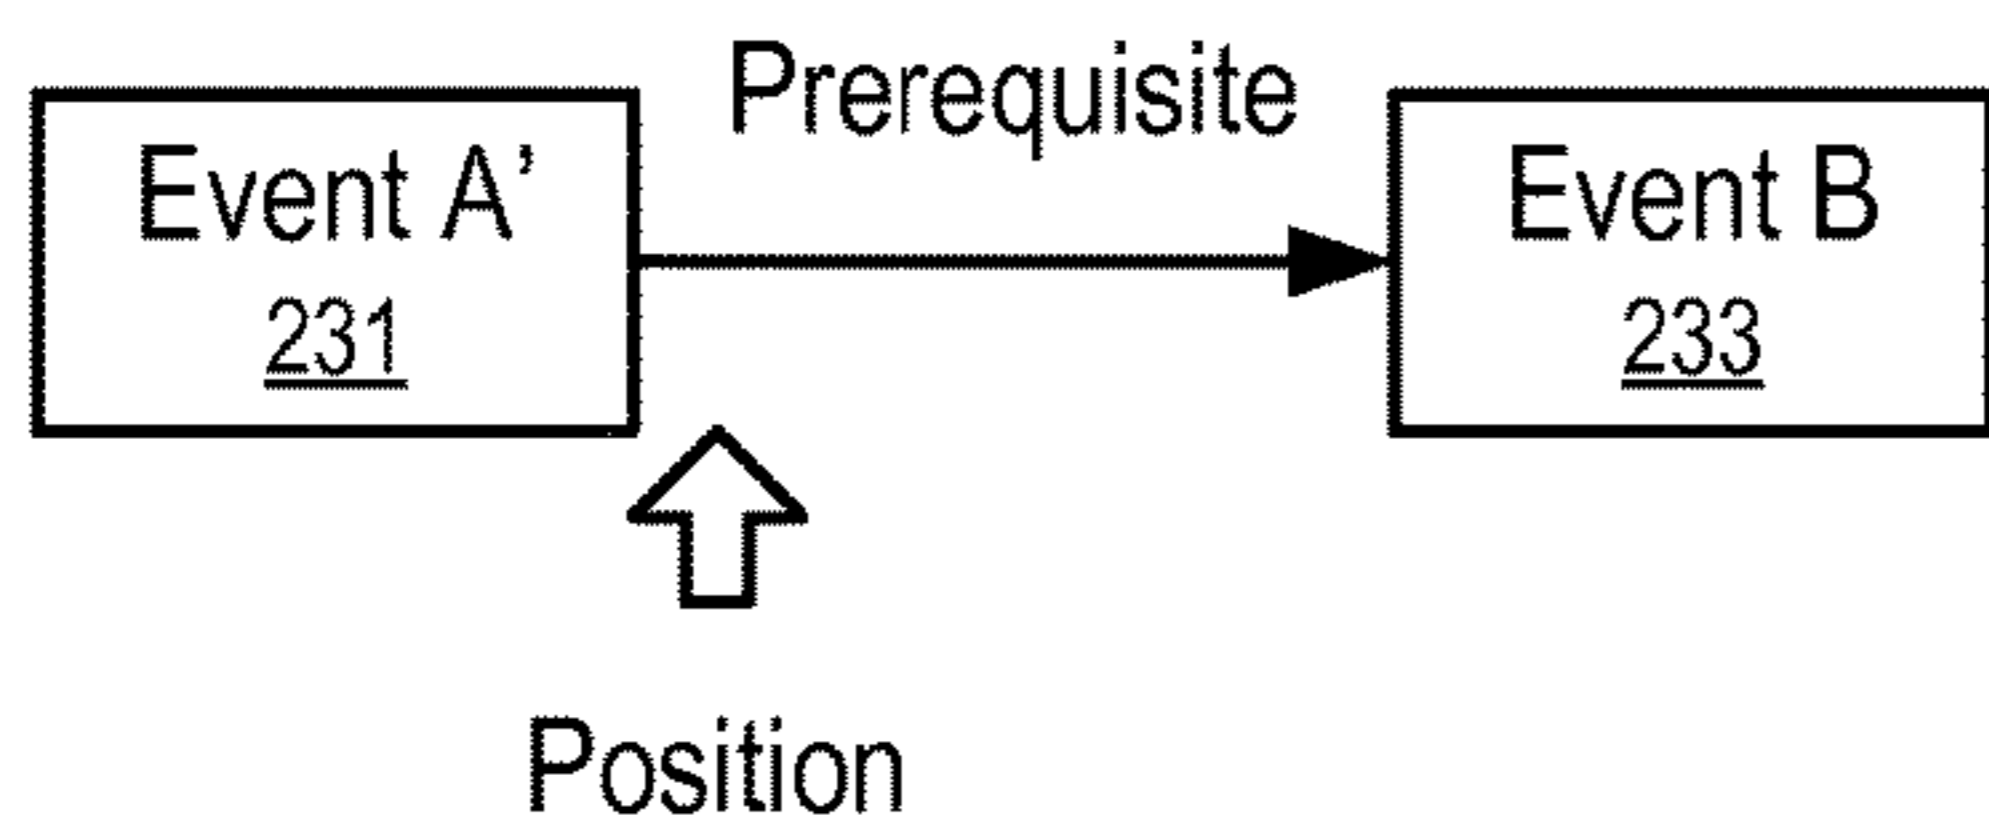 Prerequisite
Event A’
231
Event B
233
Position